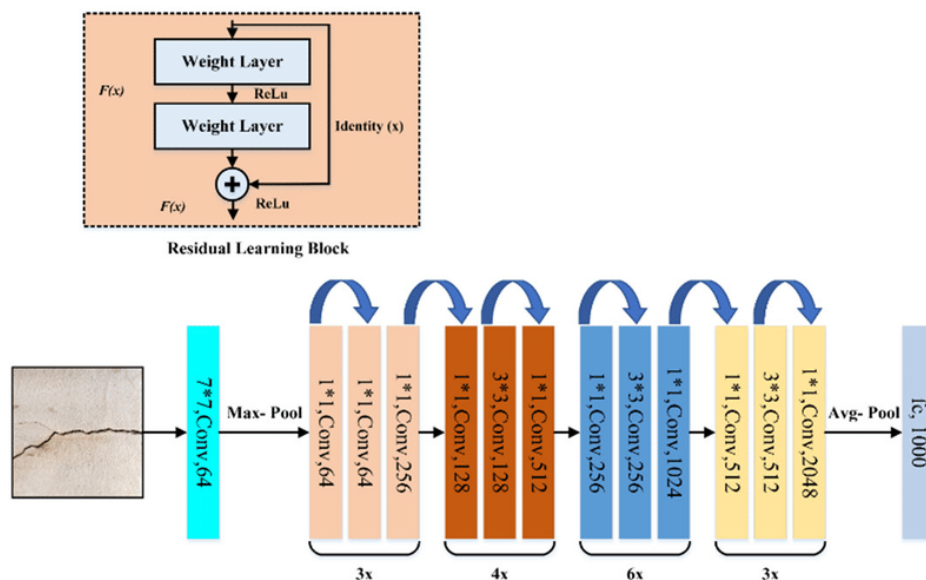 Weight Layer
F(x)
ReLu
Weight Layer
Identity (x)
+
F(x)
ReLu
Residual Learning Block
7*7,Conv,64
Max- Pool
1*1,Conv,64
1*1,Conv,64
1*1,Conv,256
1*1,Conv,128
3*3,Conv,128
1*1,Conv,512
1*1,Conv,256
3*3,Conv,256
1*1,Conv,1024
1*1,Conv,512
3*3,Conv,512
1*1,Conv,2048
Avg- Pool
fc, 1000
3x
4x
6x
3x